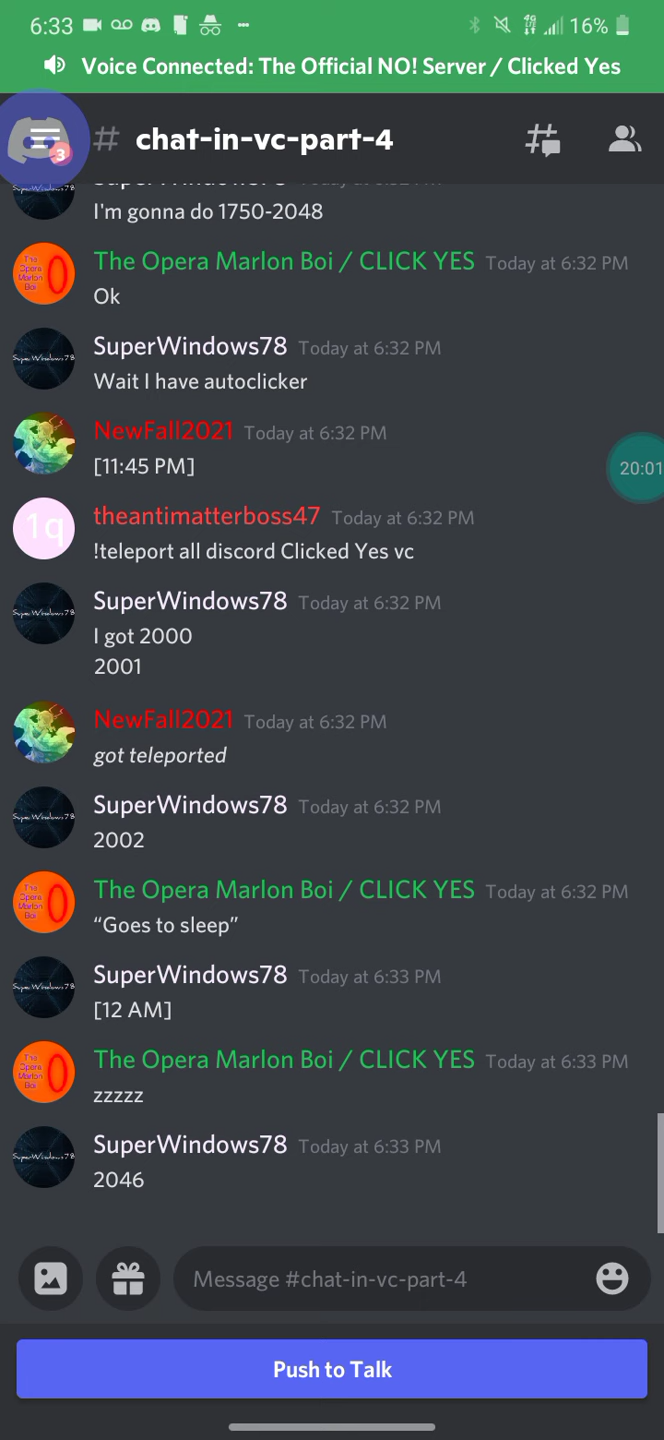 6:33
16%
Voice Connected: The Official NO! Server / Clicked Yes
3
# chat-in-vc-part-4
I'm gonna do 1750-2048
The Opera Marlon Boi / CLICK YES Today at 6:32 PM
Ok
SuperWindows78 Today at 6:32 PM
Wait I have autoclicker
NewFall2021 Today at 6:32 PM
[11:45 PM]
20:01
theantimatterboss47 Today at 6:32 PM
1q
!teleport all discord Clicked Yes vc
SuperWindows78 Today at 6:32 PM
I got 2000
2001
NewFall2021 Today at 6:32 PM
got teleported
SuperWindows78 Today at 6:32 PM
2002
The Opera Marlon Boi / CLICK YES Today at 6:32 PM
“Goes to sleep”
SuperWindows78 Today at 6:33 PM
[12 AM]
The Opera Marlon Boi / CLICK YES Today at 6:33 PM
zzzzz
SuperWindows78 Today at 6:33 PM
2046
Message #chat-in-vc-part-4
Push to Talk